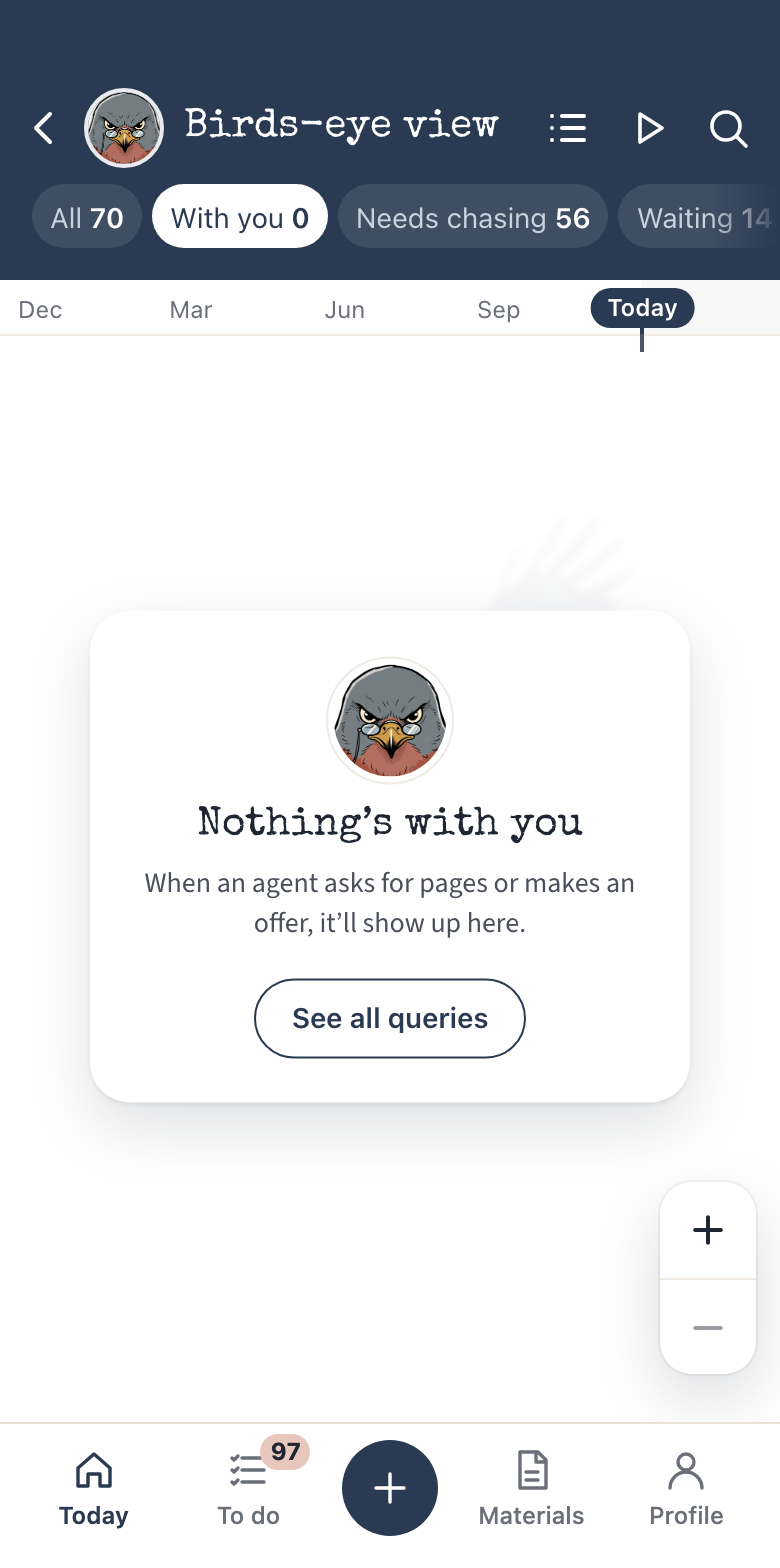 Birds-eye view
All 70
With you 0
Needs chasing 56
Waiting 14
Dec
Mar
Jun
Sep
Today
Nothing’s with you
When an agent asks for pages or makes an
offer, it’ll show up here.
See all queries
97
Today
To do
Materials
Profile